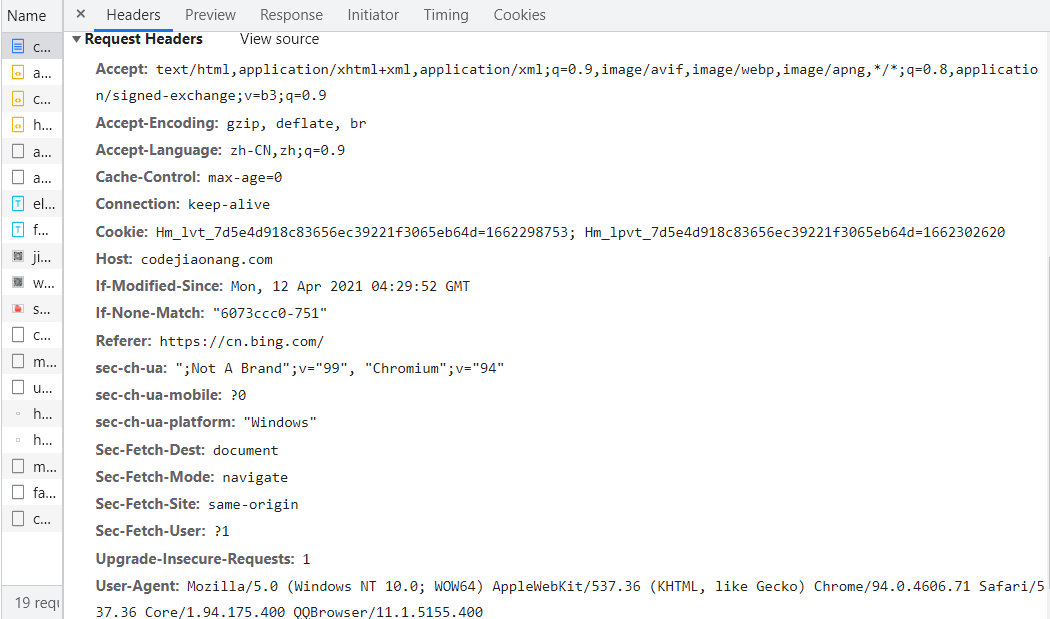 Name
Headers Preview Response Initiator Timing Cookies
c...
a...
c...
h...
a...
a...
el...
f...
ji...
w...
s...
c...
m...
u...
h...
h...
m...
fa...
c...
19 requ
Request Headers View source
Accept: text/html,application/xhtml+xml,application/xml;q=0.9,image/avif,image/webp,image/apng,*/*;q=0.8,applicatio
n/signed-exchange;v=b3;q=0.9
Accept-Encoding: gzip, deflate, br
Accept-Language: zh-CN,zh;q=0.9
Cache-Control: max-age=0
Connection: keep-alive
Cookie: Hm_lvt_7d5e4d918c83656ec39221f3065eb64d=1662298753; Hm_lpvt_7d5e4d918c83656ec39221f3065eb64d=1662302620
Host: codejiaonang.com
If-Modified-Since: Mon, 12 Apr 2021 04:29:52 GMT
If-None-Match: "6073ccc0-751"
Referer: https://cn.bing.com/
sec-ch-ua: ";Not A Brand";v="99", "Chromium";v="94"
sec-ch-ua-mobile: ?0
sec-ch-ua-platform: "Windows"
Sec-Fetch-Dest: document
Sec-Fetch-Mode: navigate
Sec-Fetch-Site: same-origin
Sec-Fetch-User: ?1
Upgrade-Insecure-Requests: 1
User-Agent: Mozilla/5.0 (Windows NT 10.0; WOW64) AppleWebKit/537.36 (KHTML, like Gecko) Chrome/94.0.4606.71 Safari/5
37.36 Core/1.94.175.400 QQBrowser/11.1.5155.400